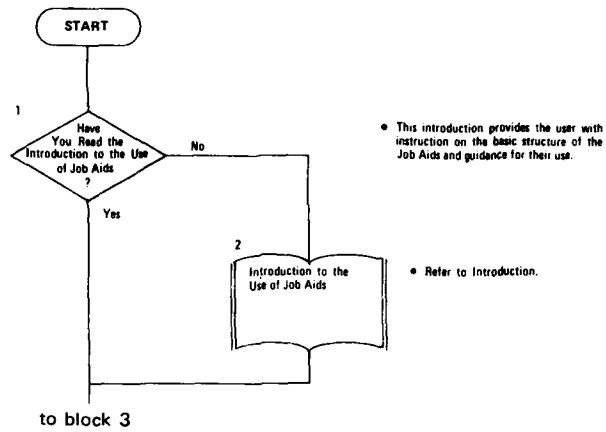 START
1
Have
You Read the
Introduction to the Use
of Job Aids
?
No
Yes
• This introduction provides the user with
instruction on the basic structure of the
Job Aids and guidance for their use.
2
Introduction to the
Use of Job Aids
• Refer to Introduction.
to block 3